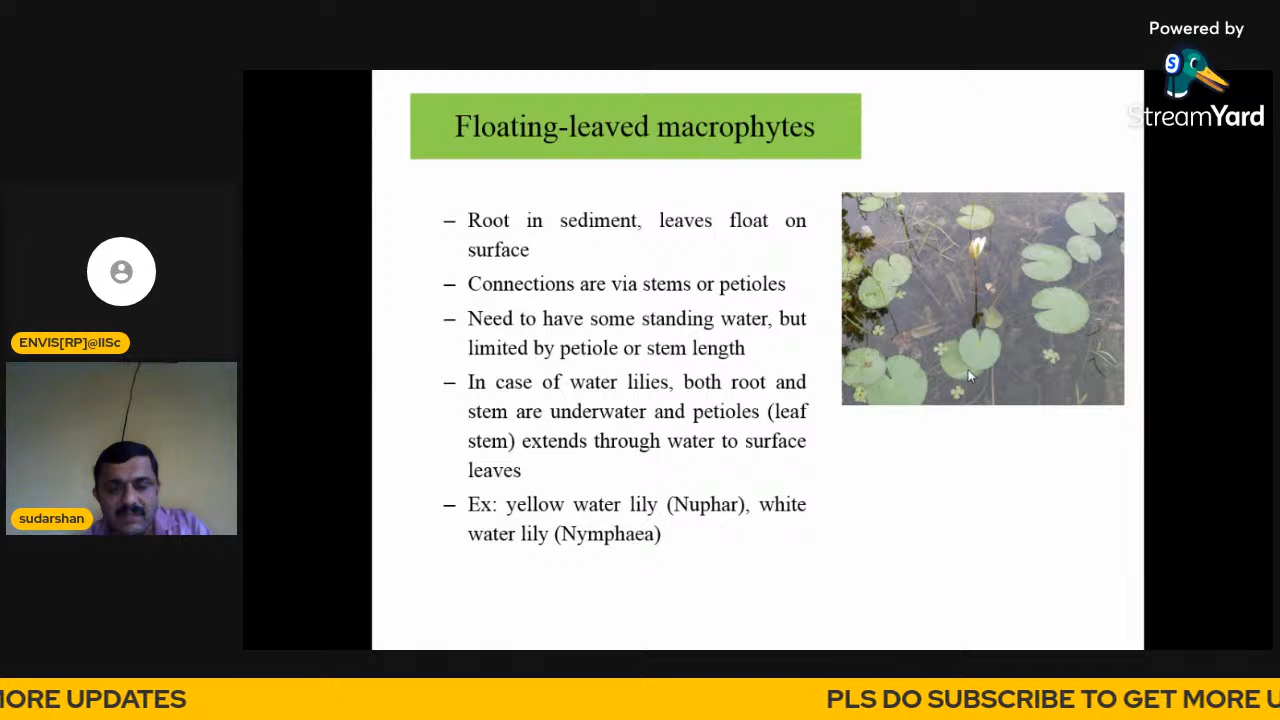 Powered by
StreamYard
Floating-leaved macrophytes
– Root in sediment, leaves float on
surface
– Connections are via stems or petioles
– Need to have some standing water, but
limited by petiole or stem length
– In case of water lilies, both root and
stem are underwater and petioles (leaf
stem) extends through water to surface
leaves
– Ex: yellow water lily (Nuphar), white
water lily (Nymphaea)
ENVIS[RP]@IISc
sudarshan
MORE UPDATES
PLS DO SUBSCRIBE TO GET MORE U